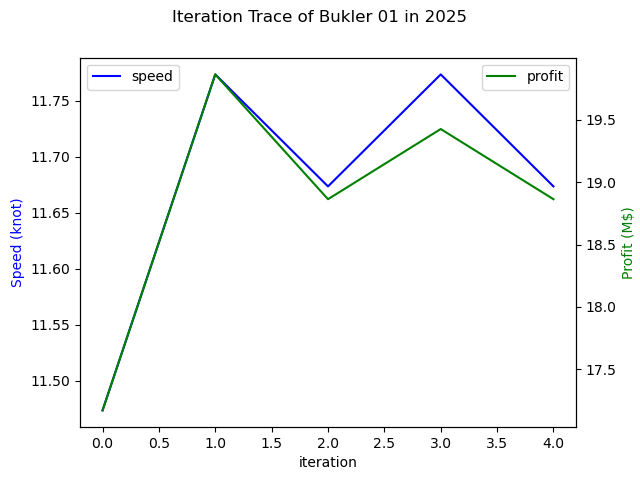 Iteration Trace of Bukler 01 in 2025
speed
profit
11.75
11.70
11.65
11.60
11.55
11.50
Speed (knot)
19.5
19.0
18.5
18.0
17.5
Profit (M$)
0.0 0.5 1.0 1.5 2.0 2.5 3.0 3.5 4.0
iteration